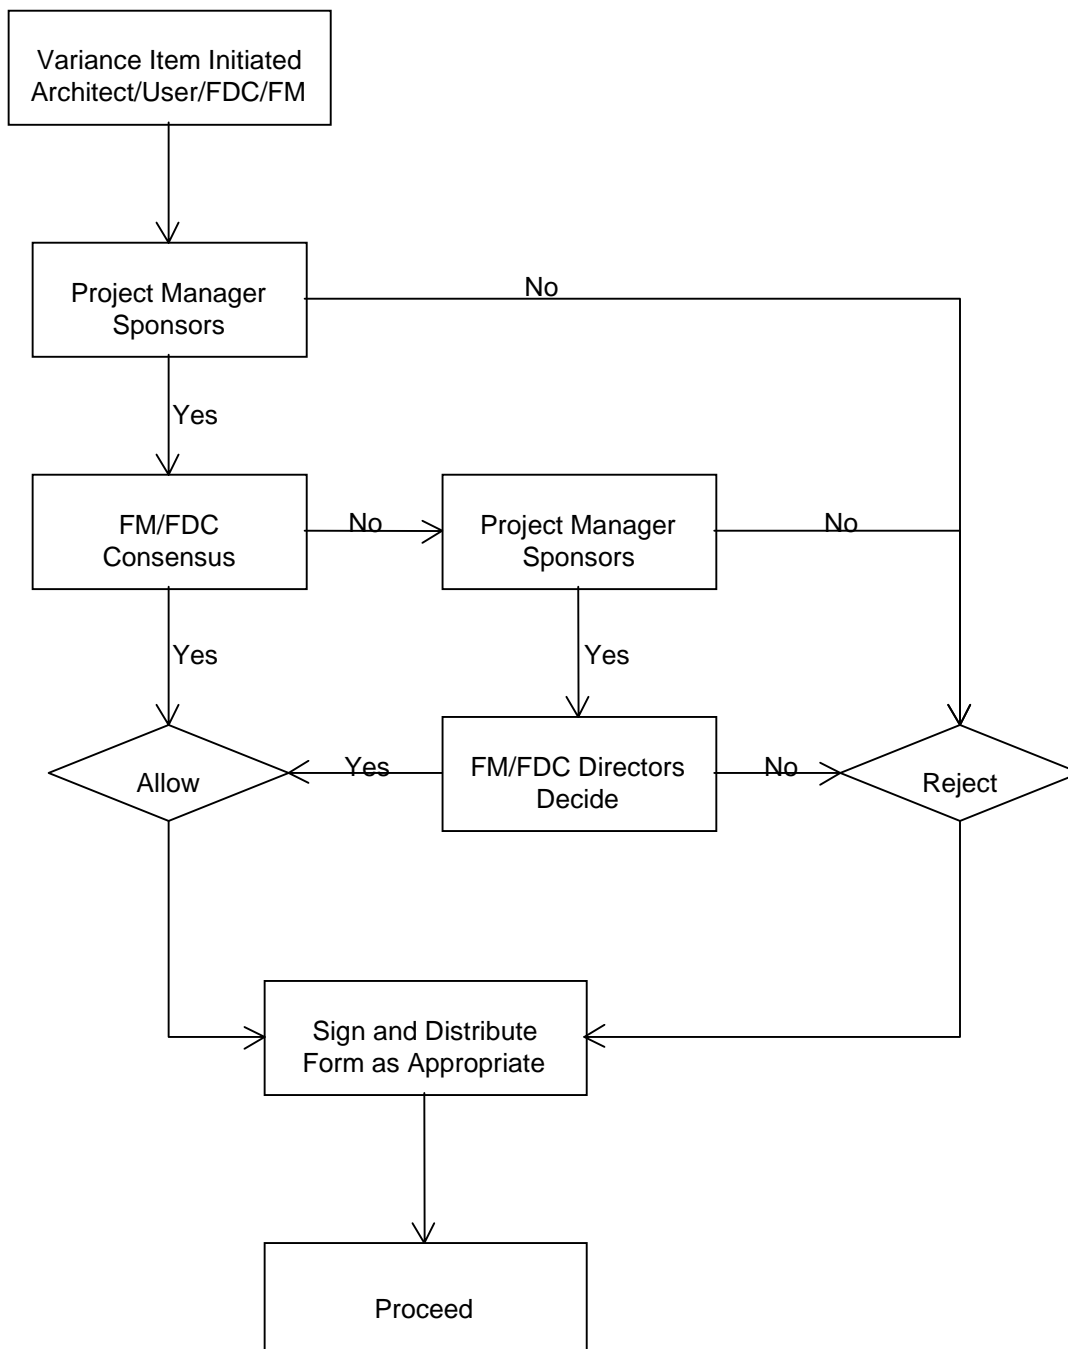 Variance Item Initiated
Architect/User/FDC/FM
Project Manager
Sponsors
No
Yes
FM/FDC
Consensus
No
Project Manager
Sponsors
No
Yes
Yes
Allow
Yes
FM/FDC Directors
Decide
No
Reject
Sign and Distribute
Form as Appropriate
Proceed